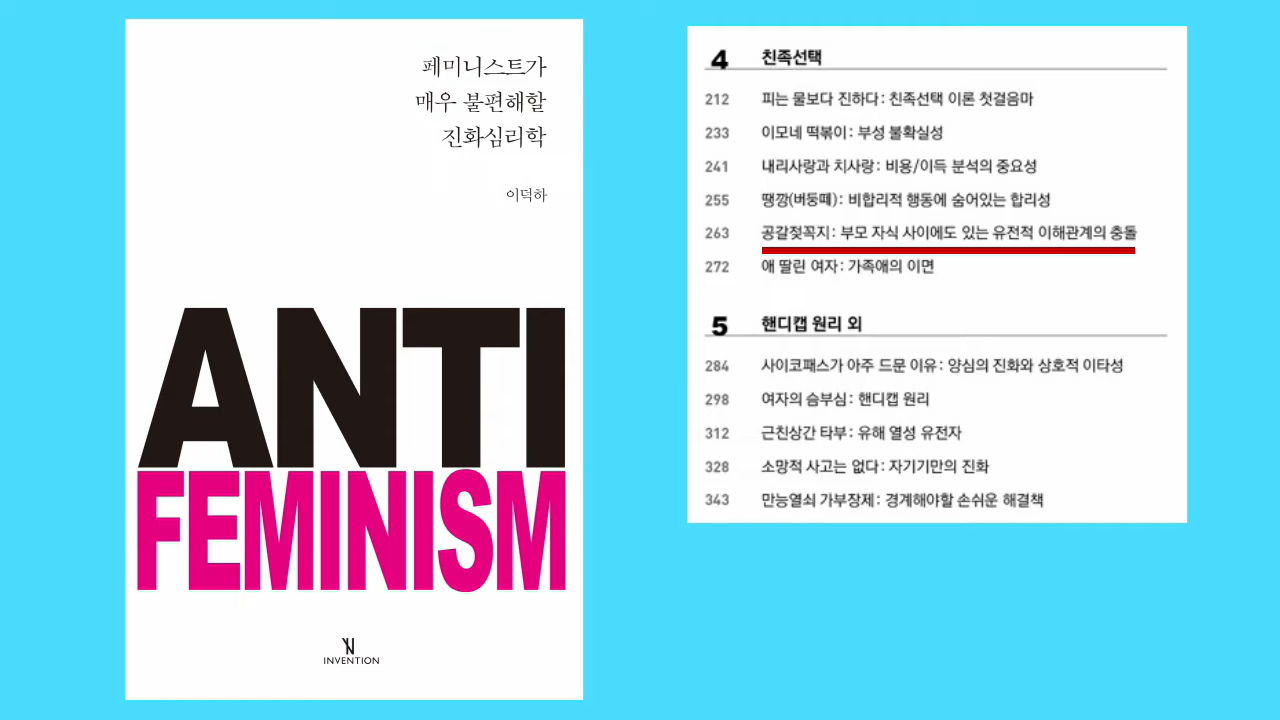 페미니스트가
매우 불편해할
진화심리학
이덕하
ANTI
FEMINISM
INVENTION
4 친족선택
212 피는 물보다 진하다: 친족선택 이론 첫걸음마
233 이모네 떡볶이: 부성 불확실성
241 내리사랑과 치사랑: 비용/이득 분석의 중요성
255 땡깡(버둥떼): 비합리적 행동에 숨어있는 합리성
263 공갈젖꼭지: 부모 자식 사이에도 있는 유전적 이해관계의 충돌
272 애 딸린 여자: 가족애의 이면
5 핸디캡 원리 외
284 사이코패스가 아주 드문 이유: 양심의 진화와 상호적 이타성
298 여자의 승부심: 핸디캡 원리
312 근친상간 타부: 유해 열성 유전자
328 소망적 사고는 없다: 자기기만의 진화
343 만능열쇠 가부장제: 경계해야할 손쉬운 해결책